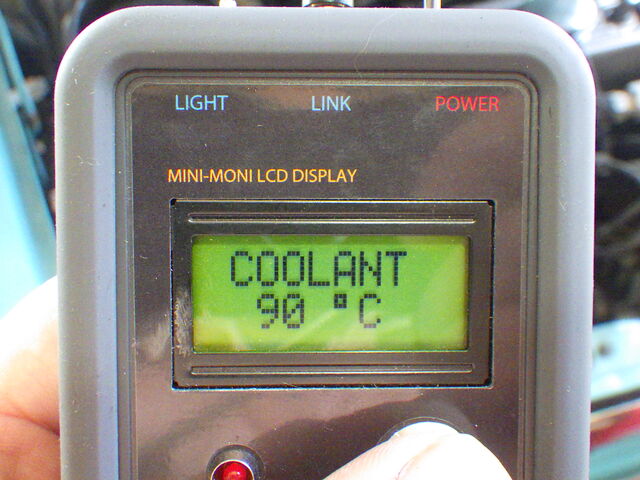 LIGHT LINK POWER
MINI-MONI LCD DISPLAY
COOLANT
90 °C